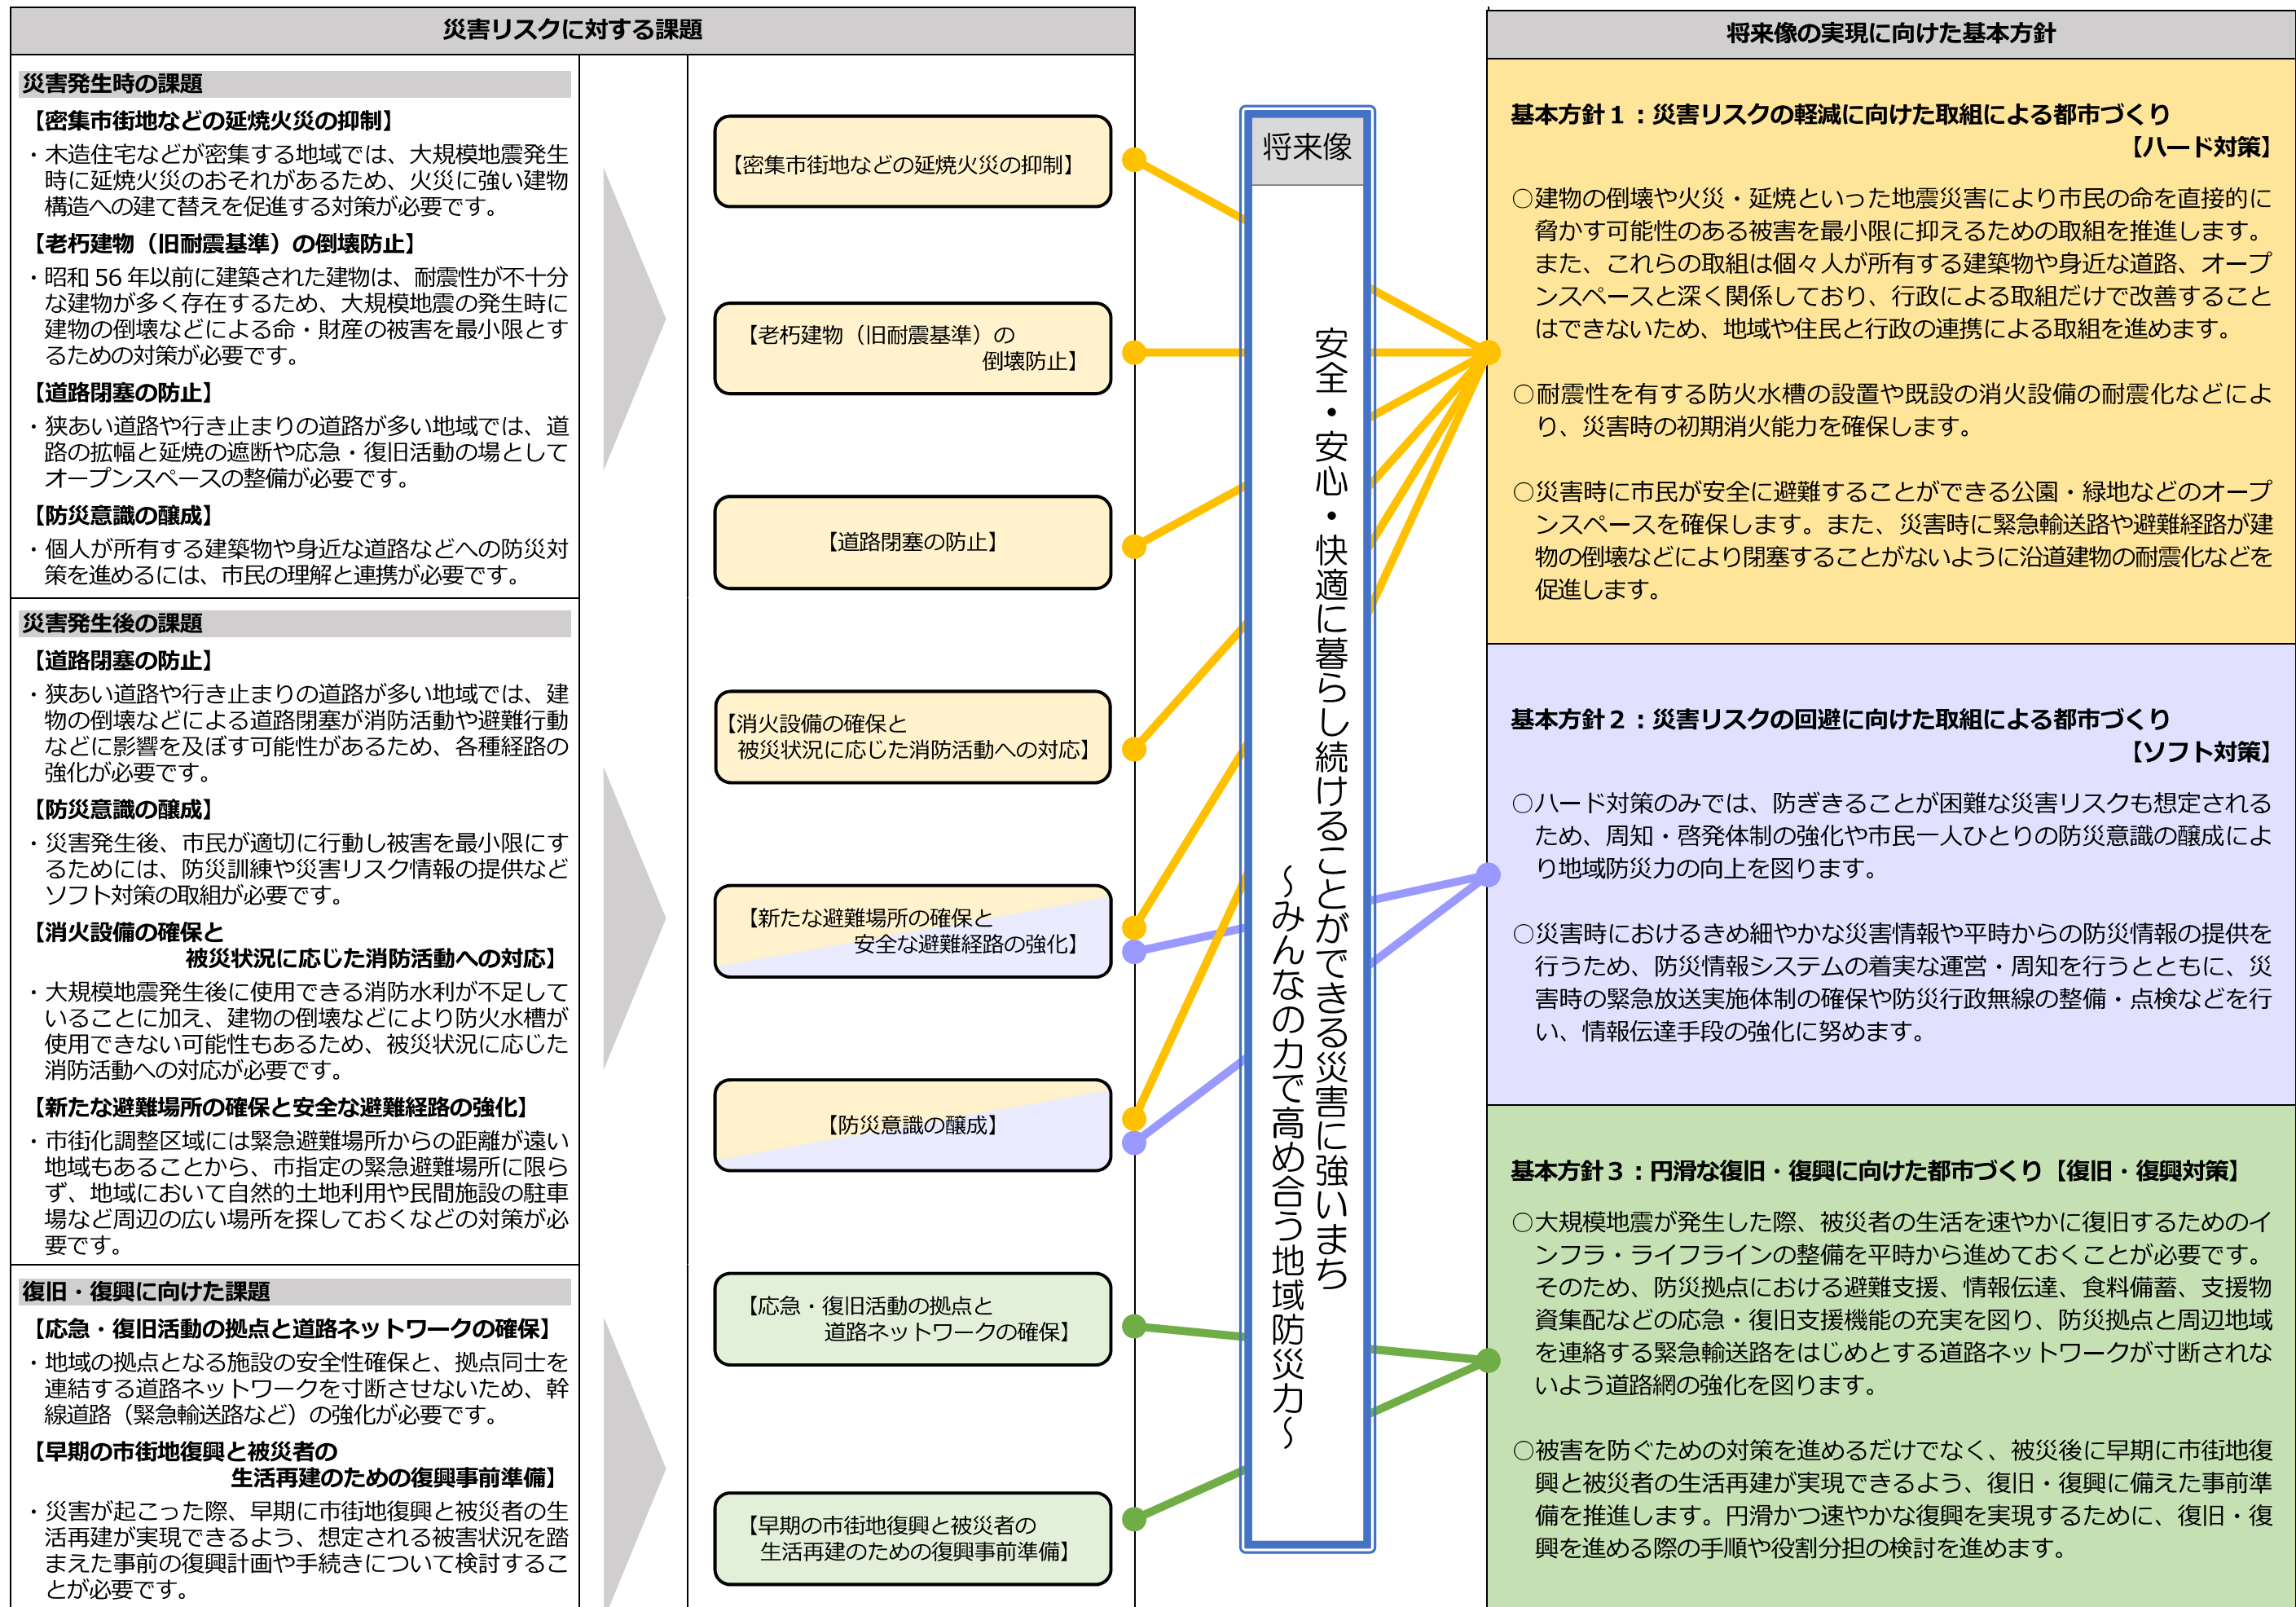 災害リスクに対する課題
災害発生時の課題
【密集市街地などの延焼火災の抑制】
・木造住宅などが密集する地域では、大規模地震発生
時に延焼火災のおそれがあるため、火災に強い建物
構造への建て替えを促進する対策が必要です。
【老朽建物（旧耐震基準）の倒壊防止】
・昭和 56 年以前に建築された建物は、耐震性が不十分
な建物が多く存在するため、大規模地震の発生時に
建物の倒壊などによる命・財産の被害を最小限とす
るための対策が必要です。
【道路閉塞の防止】
・狭あい道路や行き止まりの道路が多い地域では、道
路の拡幅と延焼の遮断や応急・復旧活動の場として
オープンスペースの整備が必要です。
【防災意識の醸成】
・個人が所有する建築物や身近な道路などへの防災対
策を進めるには、市民の理解と連携が必要です。
災害発生後の課題
【道路閉塞の防止】
・狭あい道路や行き止まりの道路が多い地域では、建
物の倒壊などによる道路閉塞が消防活動や避難行動
などに影響を及ぼす可能性があるため、各種経路の
強化が必要です。
【防災意識の醸成】
・災害発生後、市民が適切に行動し被害を最小限にす
るためには、防災訓練や災害リスク情報の提供など
ソフト対策の取組が必要です。
【消火設備の確保と
被災状況に応じた消防活動への対応】
・大規模地震発生後に使用できる消防水利が不足して
いることに加え、建物の倒壊などにより防火水槽が
使用できない可能性もあるため、被災状況に応じた
消防活動への対応が必要です。
【新たな避難場所の確保と安全な避難経路の強化】
・市街化調整区域には緊急避難場所からの距離が遠い
地域もあることから、市指定の緊急避難場所に限ら
ず、地域において自然的土地利用や民間施設の駐車
場など周辺の広い場所を探しておくなどの対策が必
要です。
復旧・復興に向けた課題
【応急・復旧活動の拠点と道路ネットワークの確保】
・地域の拠点となる施設の安全性確保と、拠点同士を
連結する道路ネットワークを寸断させないため、幹
線道路（緊急輸送路など）の強化が必要です。
【早期の市街地復興と被災者の
生活再建のための復興事前準備】
・災害が起こった際、早期に市街地復興と被災者の生
活再建が実現できるよう、想定される被害状況を踏
まえた事前の復興計画や手続きについて検討するこ
とが必要です。
【密集市街地などの延焼火災の抑制】
【老朽建物（旧耐震基準）の
倒壊防止】
【道路閉塞の防止】
【消火設備の確保と
被災状況に応じた消防活動への対応】
【新たな避難場所の確保と
安全な避難経路の強化】
【防災意識の醸成】
【応急・復旧活動の拠点と
道路ネットワークの確保】
【早期の市街地復興と被災者の
生活再建のための復興事前準備】
将来像
安全・安心・快適に暮らし続けることができる災害に強いまち
～みんなの力で高め合う地域防災力～
将来像の実現に向けた基本方針
基本方針１：災害リスクの軽減に向けた取組による都市づくり
【ハード対策】
○建物の倒壊や火災・延焼といった地震災害により市民の命を直接的に
脅かす可能性のある被害を最小限に抑えるための取組を推進します。
また、これらの取組は個々人が所有する建築物や身近な道路、オープ
ンスペースと深く関係しており、行政による取組だけで改善すること
はできないため、地域や住民と行政の連携による取組を進めます。
○耐震性を有する防火水槽の設置や既設の消火設備の耐震化などによ
り、災害時の初期消火能力を確保します。
○災害時に市民が安全に避難することができる公園・緑地などのオープ
ンスペースを確保します。また、災害時に緊急輸送路や避難経路が建
物の倒壊などにより閉塞することがないように沿道建物の耐震化などを
促進します。
基本方針２：災害リスクの回避に向けた取組による都市づくり
【ソフト対策】
○ハード対策のみでは、防ぎきることが困難な災害リスクも想定される
ため、周知・啓発体制の強化や市民一人ひとりの防災意識の醸成によ
り地域防災力の向上を図ります。
○災害時におけるきめ細やかな災害情報や平時からの防災情報の提供を
行うため、防災情報システムの着実な運営・周知を行うとともに、災
害時の緊急放送実施体制の確保や防災行政無線の整備・点検などを行
い、情報伝達手段の強化に努めます。
基本方針３：円滑な復旧・復興に向けた都市づくり【復旧・復興対策】
○大規模地震が発生した際、被災者の生活を速やかに復旧するためのイ
ンフラ・ライフラインの整備を平時から進めておくことが必要です。
そのため、防災拠点における避難支援、情報伝達、食料備蓄、支援物
資集配などの応急・復旧支援機能の充実を図り、防災拠点と周辺地域
を連絡する緊急輸送路をはじめとする道路ネットワークが寸断されな
いよう道路網の強化を図ります。
○被害を防ぐための対策を進めるだけでなく、被災後に早期に市街地復
興と被災者の生活再建が実現できるよう、復旧・復興に備えた事前準
備を推進します。円滑かつ速やかな復興を実現するために、復旧・復
興を進める際の手順や役割分担の検討を進めます。